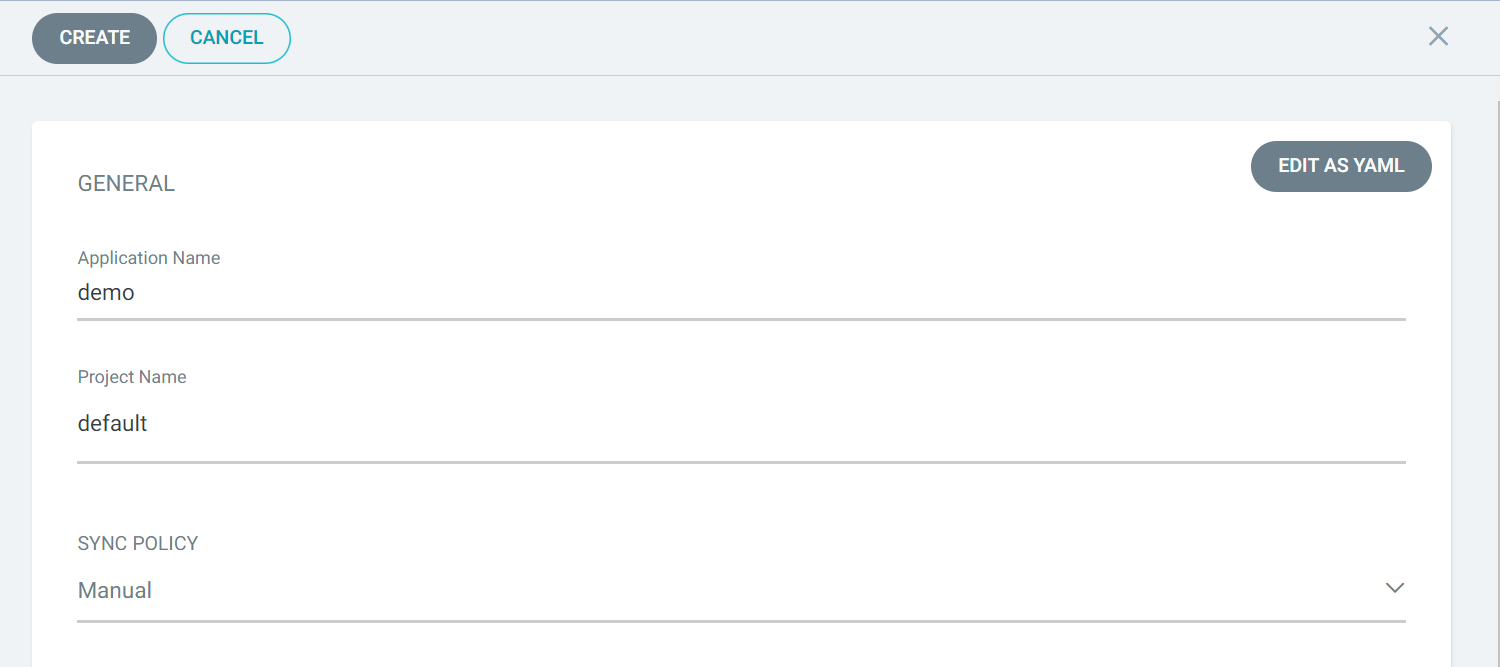 CREATE CANCEL
EDIT AS YAML
GENERAL
Application Name
demo
Project Name
default
SYNC POLICY
Manual